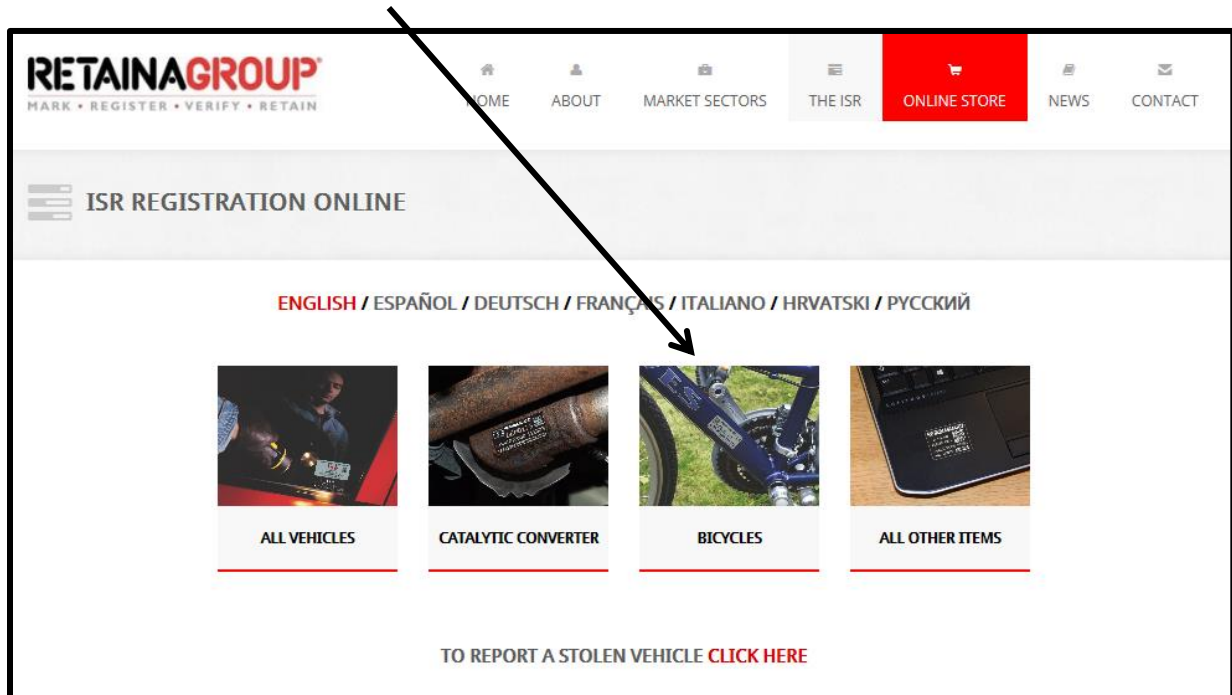 RETAINAGROUP®
MARK • REGISTER • VERIFY • RETAIN
HOME ABOUT MARKET SECTORS THE ISR ONLINE STORE NEWS CONTACT
ISR REGISTRATION ONLINE
ENGLISH / ESPAÑOL / DEUTSCH / FRANÇAIS / ITALIANO / HRVATSKI / РУССКИЙ
ALL VEHICLES CATALYTIC CONVERTER BICYCLES ALL OTHER ITEMS
TO REPORT A STOLEN VEHICLE CLICK HERE